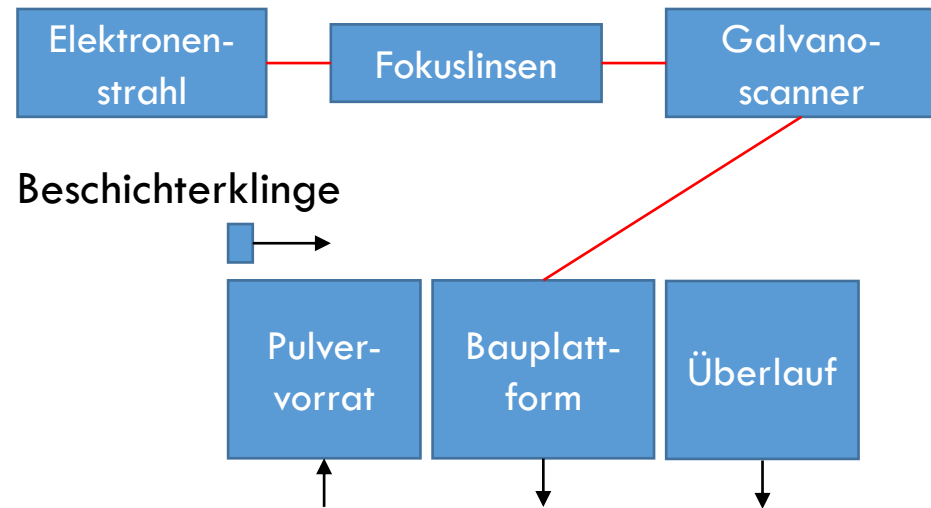 Elektronen-
strahl
Fokuslinsen
Galvano-
scanner
Beschichterklinge
Pulver-
vorrat
Bauplatt-
form
Überlauf